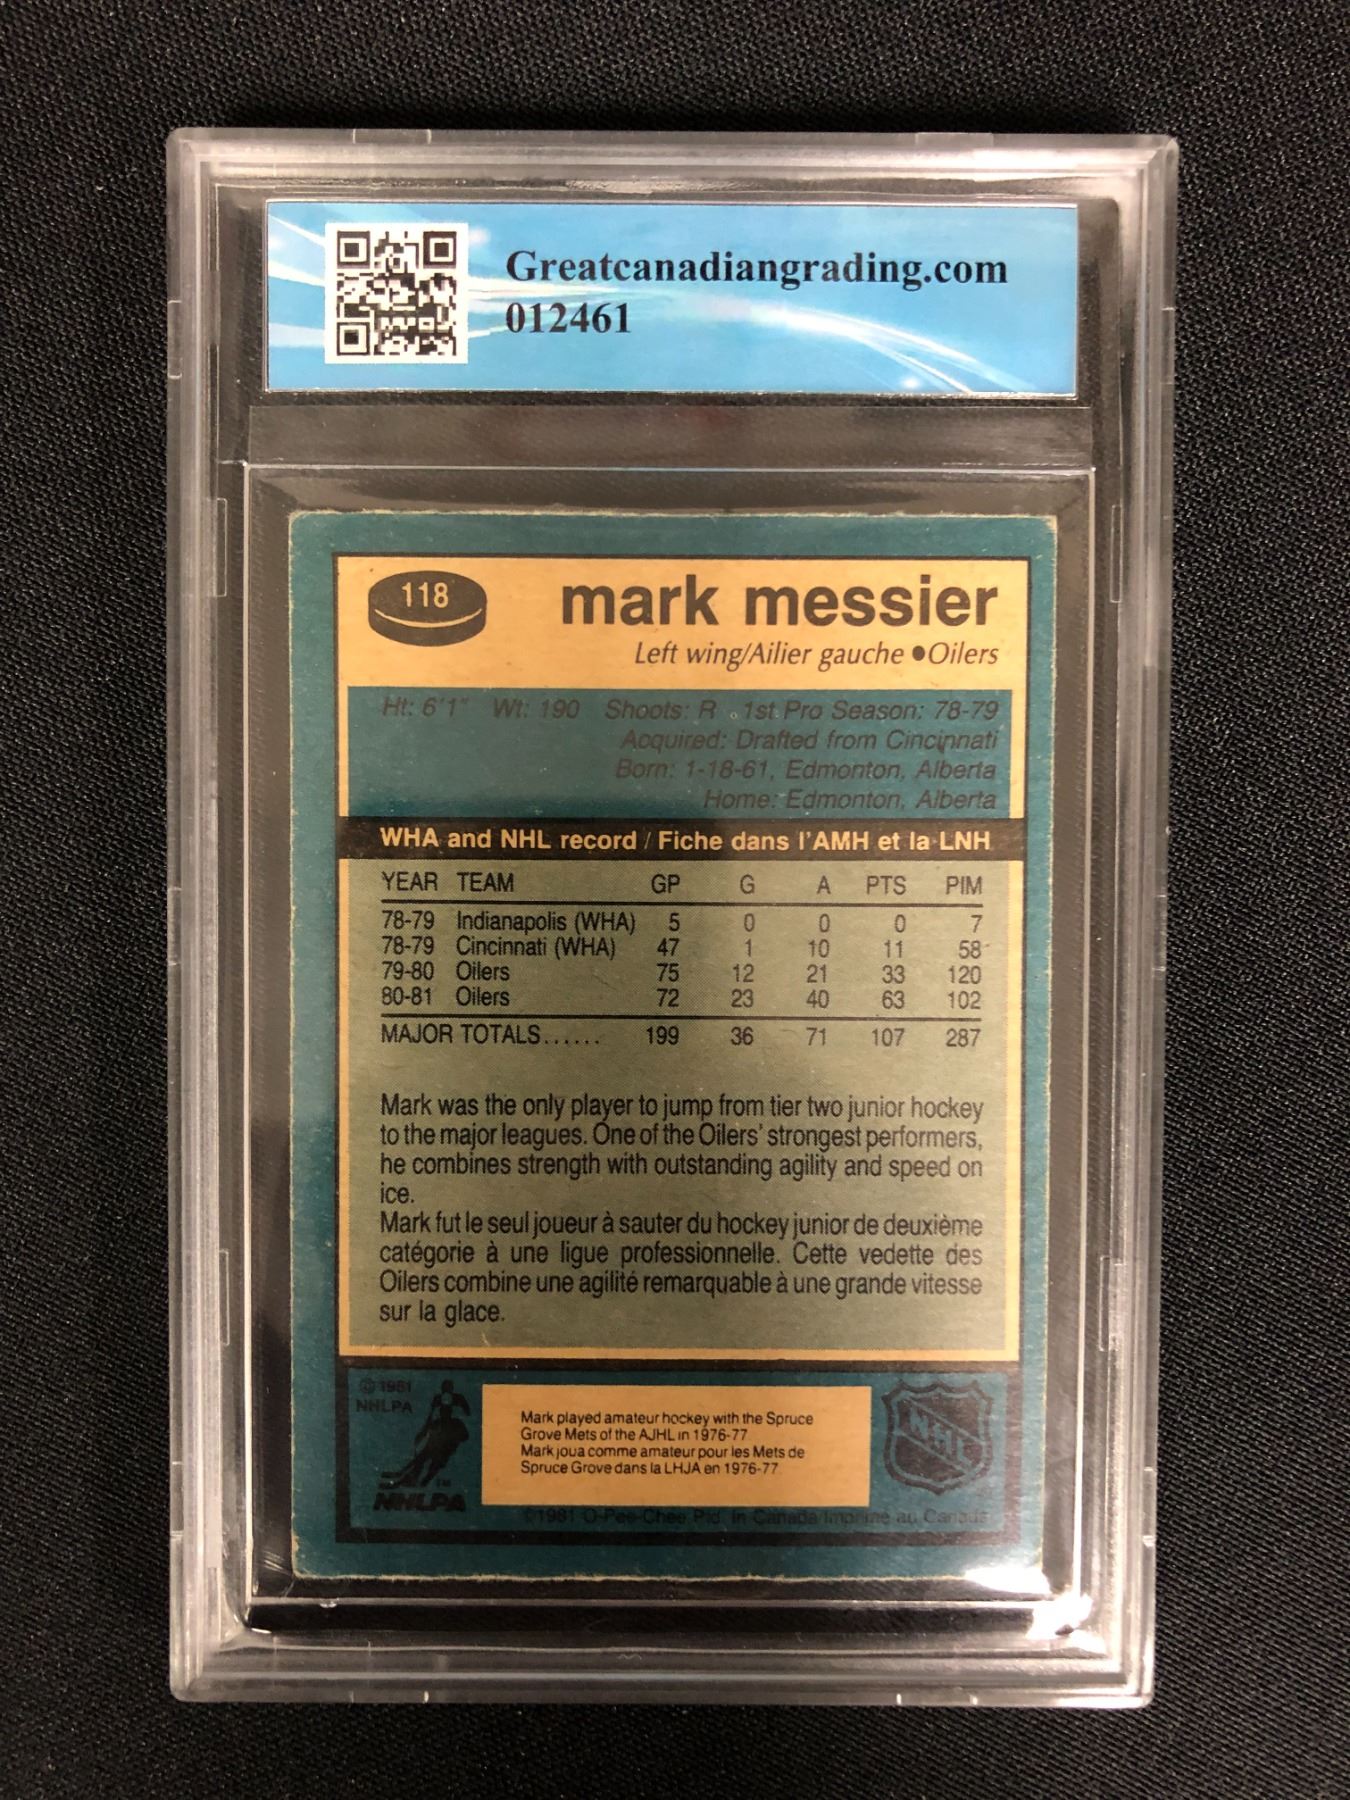 Greatcanadiangrading.com
012461
118
mark messier
Left wing/Ailier gauche ●Oilers
Ht: 6'1" Wt: 190 Shoots: R 1st Pro Season: 78-79
Acquired: Drafted from Cincinnati
Born: 1-18-61, Edmonton, Alberta
Home: Edmonton, Alberta
WHA and NHL record / Fiche dans l'AMH et la LNH
YEAR TEAM GP G A PTS PIM
78-79 Indianapolis (WHA) 5 0 0 0 7
78-79 Cincinnati (WHA) 47 1 10 11 58
79-80 Oilers 75 12 21 33 120
80-81 Oilers 72 23 40 63 102
MAJOR TOTALS...... 199 36 71 107 287
Mark was the only player to jump from tier two junior hockey
to the major leagues. One of the Oilers' strongest performers,
he combines strength with outstanding agility and speed on
ice.
Mark fut le seul joueur à sauter du hockey junior de deuxième
catégorie à une ligue professionnelle. Cette vedette des
Oilers combine une agilité remarquable à une grande vitesse
sur la glace.
© 1981
NHLPA
TM
NHLPA
Mark played amateur hockey with the Spruce
Grove Mets of the AJHL in 1976-77
Mark joua comme amateur pour les Mets de
Spruce Grove dans la LHJA en 1976-77
NHL
©1981 O-Pee-Chee Ptd. in Canada/Imprimé au Canada